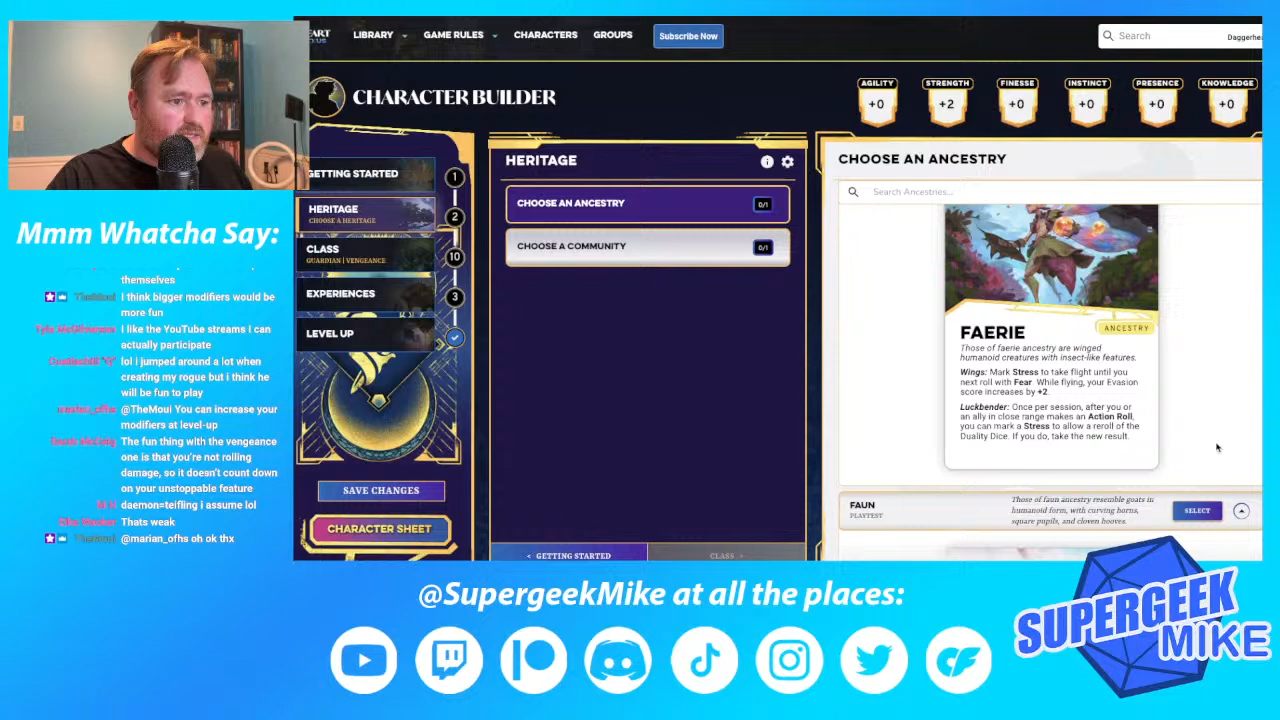 EART
LIBRARY
GAME RULES
CHARACTERS
GROUPS
Subscribe Now
Search
CHARACTER BUILDER
AGILITY
+0
STRENGTH
+2
FINESSE
+0
INSTINCT
+0
PRESENCE
+0
KNOWLEDGE
+0
GETTING STARTED
1
HERITAGE
CHOOSE A HERITAGE
2
CLASS
GUARDIAN | VENGEANCE
10
EXPERIENCES
3
LEVEL UP
SAVE CHANGES
CHARACTER SHEET
HERITAGE
CHOOSE AN ANCESTRY
0/1
CHOOSE A COMMUNITY
0/1
< GETTING STARTED
CLASS >
CHOOSE AN ANCESTRY
Search Ancestries...
ANCESTRY
FAERIE
Those of faerie ancestry are winged
humanoid creatures with insect-like features.
Wings: Mark Stress to take flight until you
next roll with Fear. While flying, your Evasion
score increases by +2.
Luckbender: Once per session, after you or
an ally in close range makes an Action Roll,
you can mark a Stress to allow a reroll of the
Duality Dice. If you do, take the new result.
FAUN
PLAYTEST
Those of faun ancestry resemble goats in
humanoid form, with curving horns,
square pupils, and cloven hooves.
SELECT
Mmm Whatcha Say:
themselves
TheMoui I think bigger modifiers would be
more fun
I like the YouTube streams I can
actually participate
lol i jumped around a lot when
creating my rogue but i think he
will be fun to play
@TheMoui You can increase your
modifiers at level-up
The fun thing with the vengeance
one is that you're not rolling
damage, so it doesn't count down
on your unstoppable feature
daemon=teifling i assume lol
Thats weak
TheMoui @marian_ofhs oh ok thx
@SupergeekMike at all the places:
SUPERGEEK
MIKE